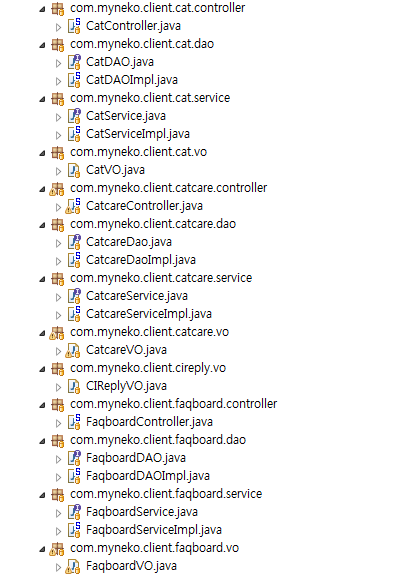 com.myneko.client.cat.controller
CatController.java
com.myneko.client.cat.dao
CatDAO.java
CatDAOImpl.java
com.myneko.client.cat.service
CatService.java
CatServiceImpl.java
com.myneko.client.cat.vo
CatVO.java
com.myneko.client.catcare.controller
CatcareController.java
com.myneko.client.catcare.dao
CatcareDao.java
CatcareDaoImpl.java
com.myneko.client.catcare.service
CatcareService.java
CatcareServiceImpl.java
com.myneko.client.catcare.vo
CatcareVO.java
com.myneko.client.cireply.vo
CIReplyVO.java
com.myneko.client.faqboard.controller
FaqboardController.java
com.myneko.client.faqboard.dao
FaqboardDAO.java
FaqboardDAOImpl.java
com.myneko.client.faqboard.service
FaqboardService.java
FaqboardServiceImpl.java
com.myneko.client.faqboard.vo
FaqboardVO.java